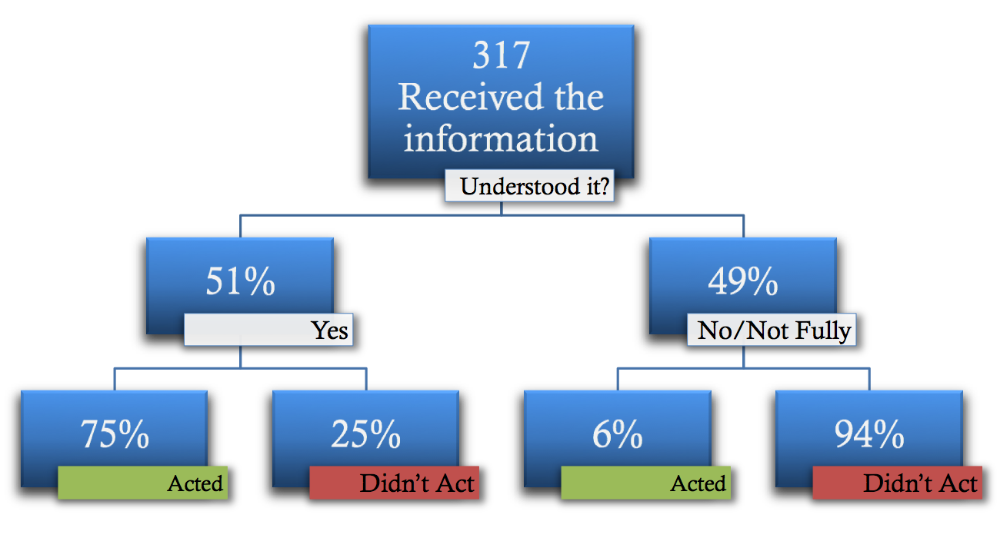 317
Received the
information
Understood it?
51%
Yes
49%
No/Not Fully
75%
Acted
25%
Didn’t Act
6%
Acted
94%
Didn’t Act